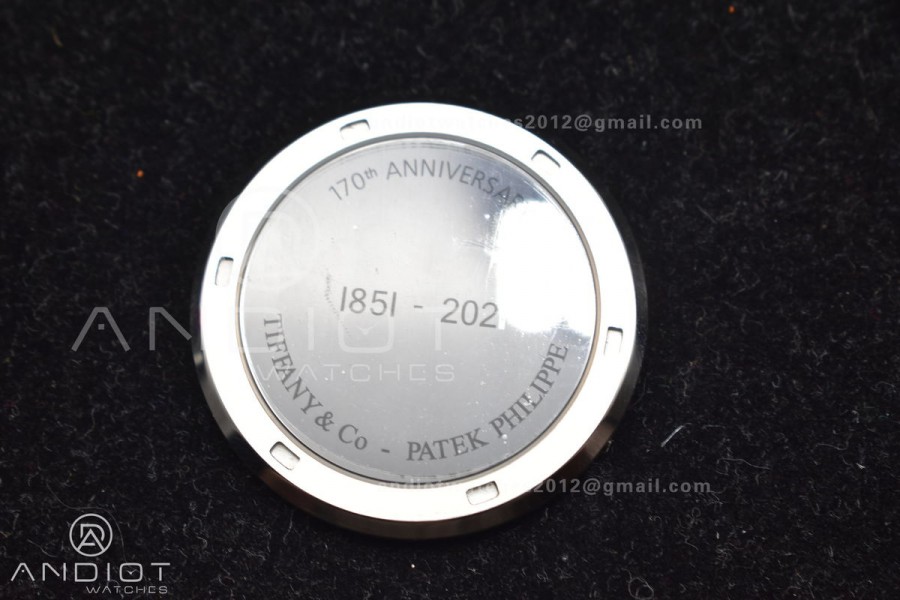 170th ANNIVERSA
1851 - 202
TIFFANY & Co - PATEK PHILIPPE
2012@gmail.com
ANDIOT
WATCHES
2012@gmail.com
ANDIOT
WATCHES